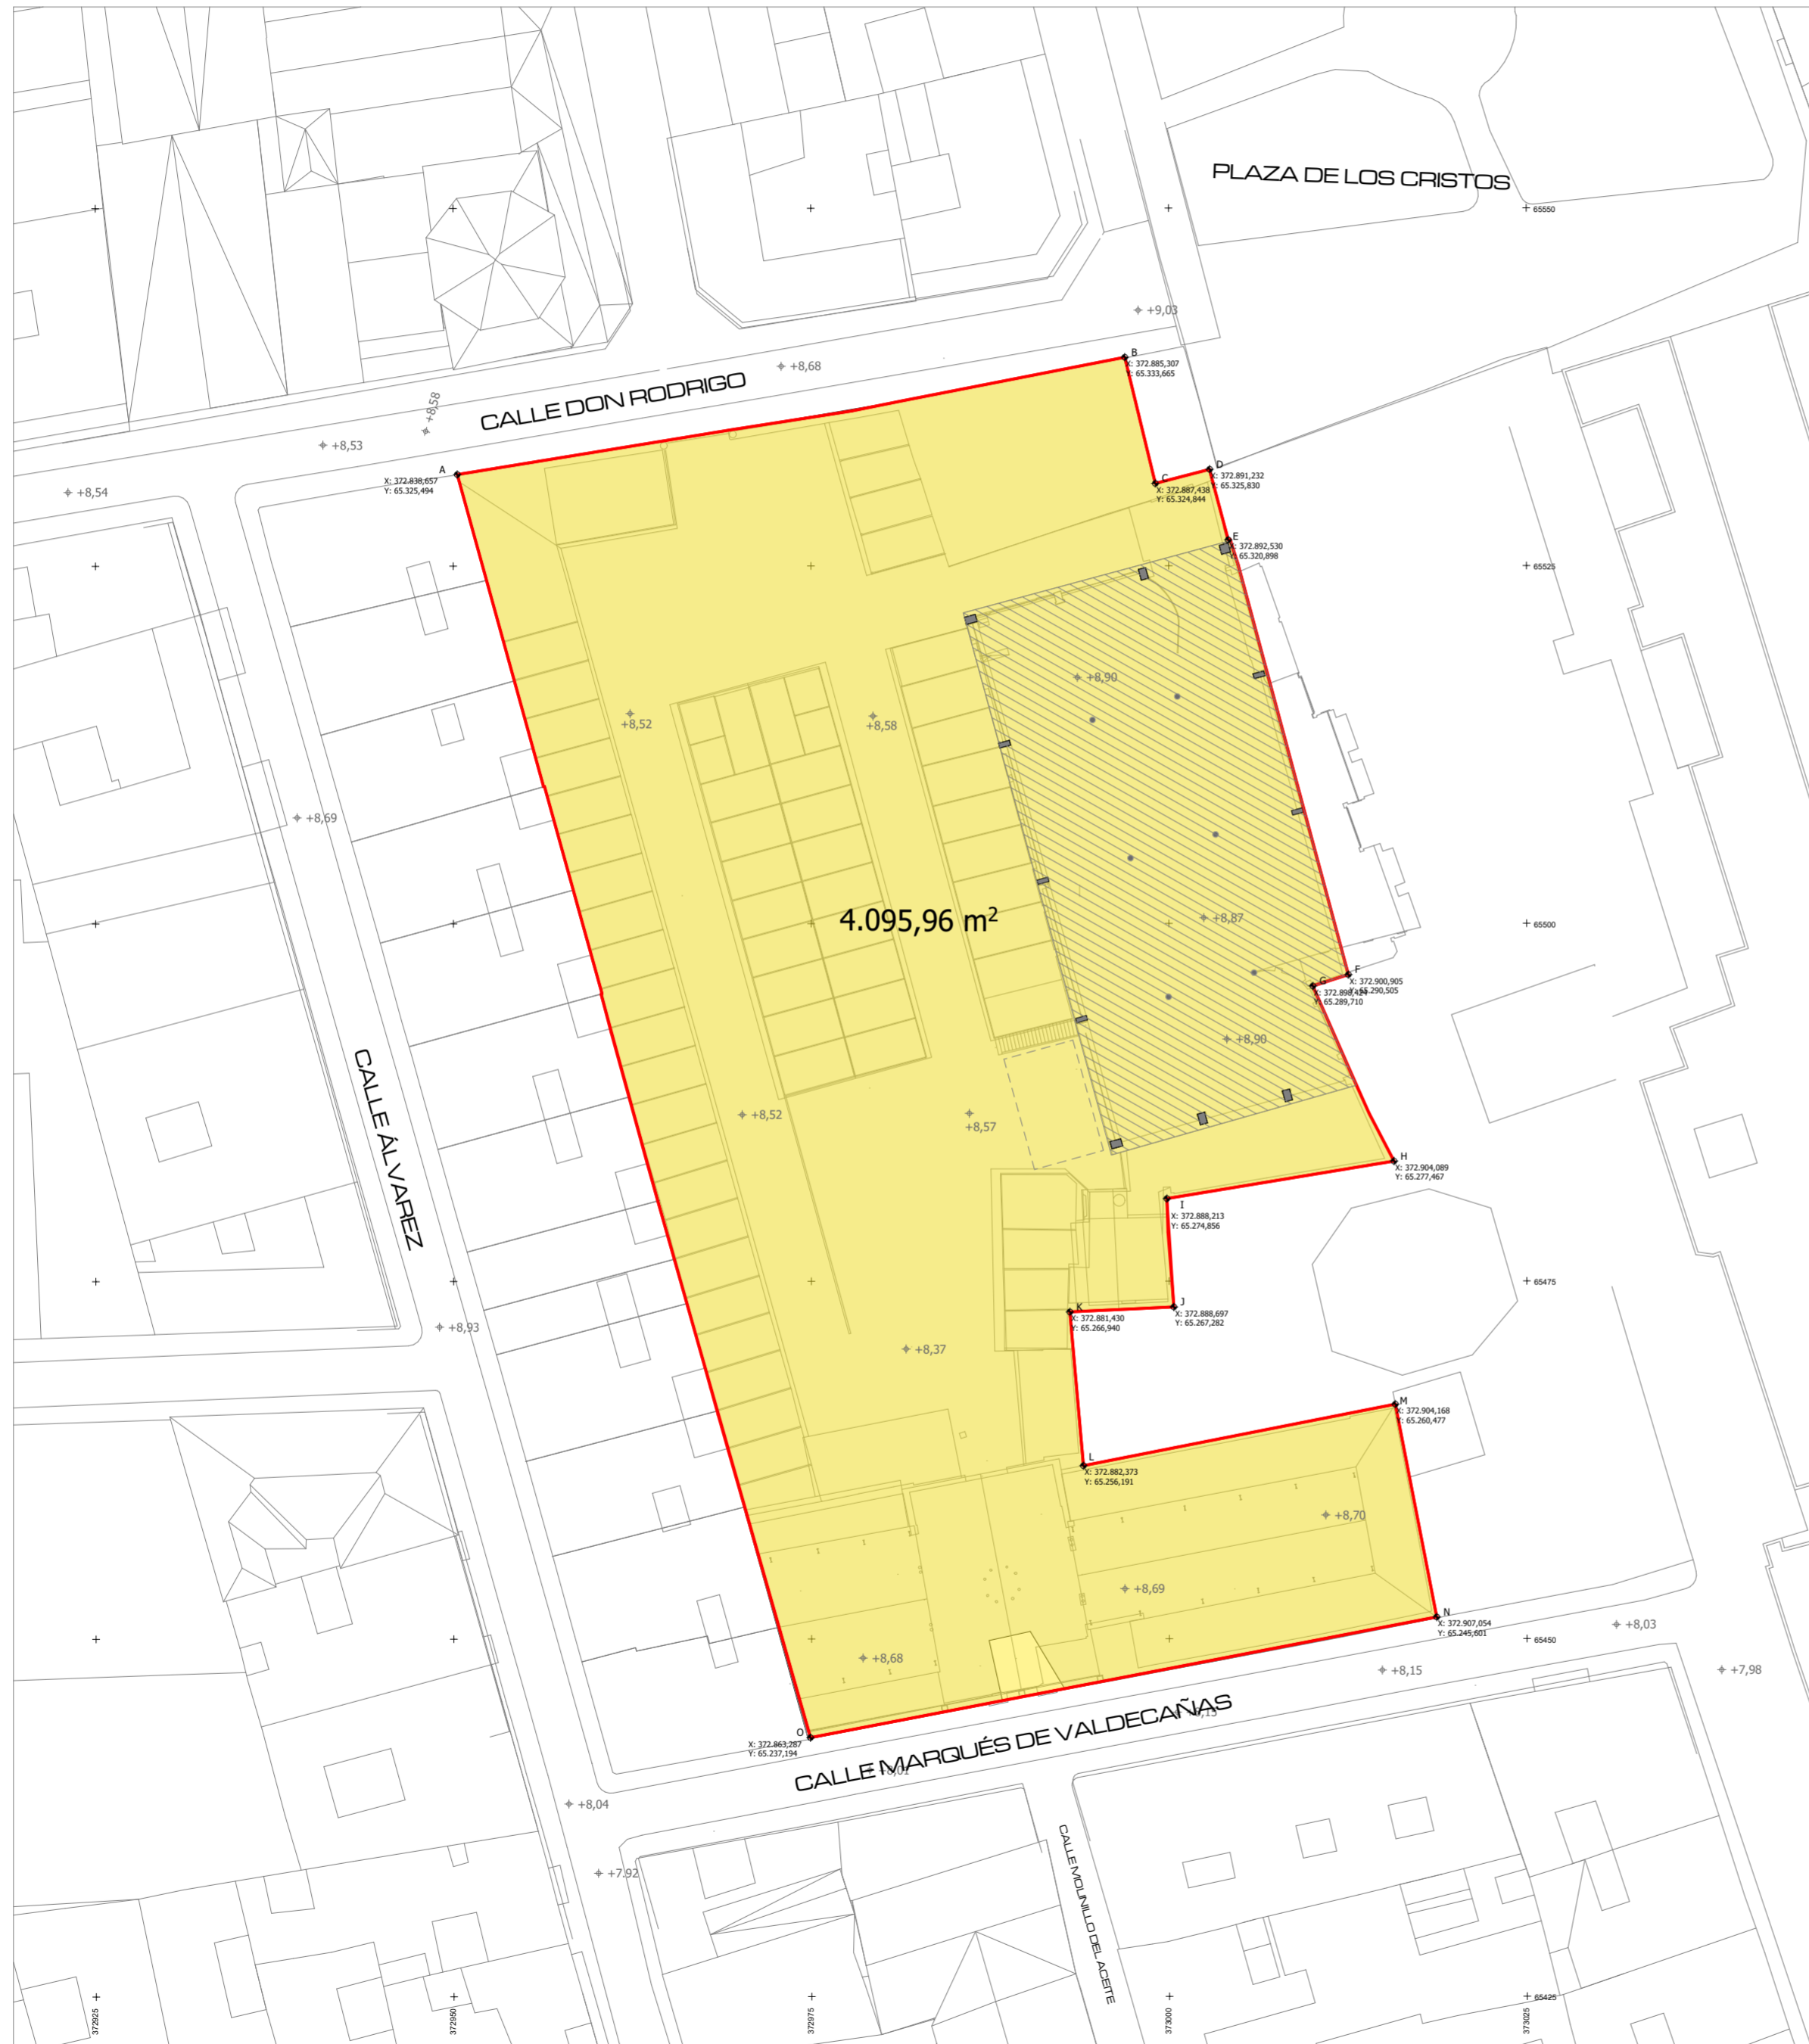 PLAZA DE LOS CRISTOS
65550
+9,03
B
X: 372.885,307
Y: 65.333,665
+8,68
CALLE DON RODRIGO
+8,58
+8,53
A
X: 372.838,657
Y: 65.325,494
+8,54
D
X: 372.891,232
Y: 65.325,830
C
X: 372.887,438
Y: 65.324,844
E
X: 372.892,530
Y: 65.320,898
65525
+8,90
+8,52
+8,58
+8,69
4.095,96 m²
+8,87
65500
F
X: 372.900,905
Y: 65.290,505
G
Y: 65.289,710
+8,90
CALLE ÁLVAREZ
+8,52
+8,57
H
X: 372.904,089
Y: 65.277,467
I
X: 372.888,213
Y: 65.274,856
65475
J
X: 372.888,697
Y: 65.267,282
K
X: 372.881,430
Y: 65.266,940
+8,93
+8,37
M
X: 372.904,168
Y: 65.260,477
L
X: 372.882,373
Y: 65.256,191
+8,70
+8,69
N
X: 372.907,054
Y: 65.245,601
+8,03
65450
+8,68
+8,15
+7,98
O
X: 372.863,287
Y: 65.237,194
CALLE MARQUÉS DE VALDECAÑAS
+8,01
+8,04
+7.92
CALLE MOLINILLO DEL ACEITE
372925
372950
372975
373000
373025
65425